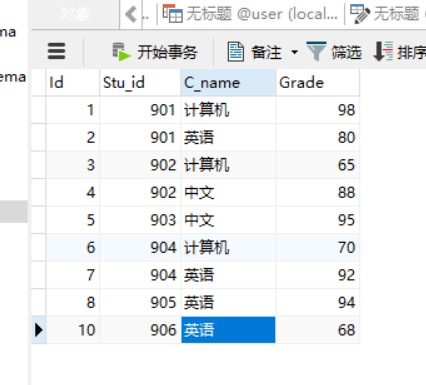 对象
.. 无标题 @user (local... 无标题
ma
开始事务 备注 筛选 排序
ema
Id Stu_id C_name Grade
1 901 计算机 98
2 901 英语 80
3 902 计算机 65
4 902 中文 88
5 903 中文 95
6 904 计算机 70
7 904 英语 92
8 905 英语 94
10 906 英语 68